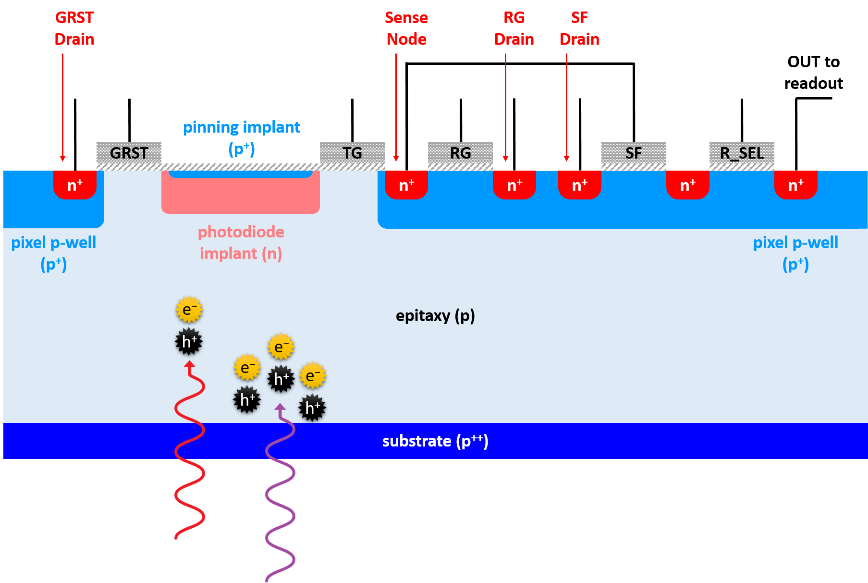 GRST
Drain
Sense
Node
RG
Drain
SF
Drain
OUT to
readout
pinning implant
(p⁺)
GRST
TG
RG
SF
R_SEL
n⁺
n⁺
n⁺
n⁺
n⁺
n⁺
pixel p-well
(p⁺)
photodiode
implant (n)
pixel p-well
(p⁺)
e⁻
h⁺
epitaxy (p)
e⁻
e⁻
e⁻
h⁺
h⁺
h⁺
substrate (p⁺⁺)